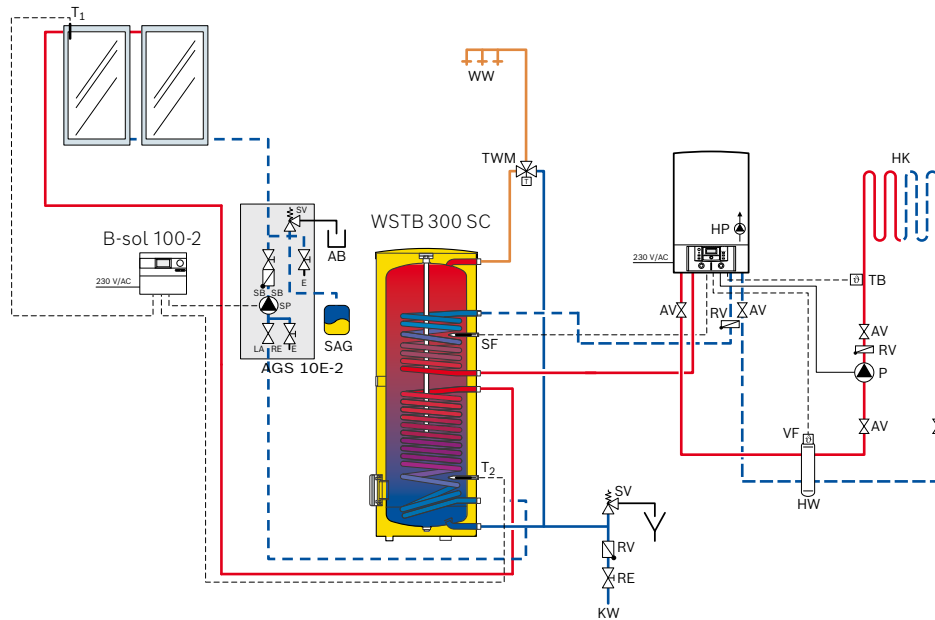 T1
WW
TWM
HK
SV
WSTB 300 SC
HP
B-sol 100-2
AB
230 V/AC
230 V/AC
TB
E
SB SB
SP
AV
AV
RV
AV
SAG
SF
RV
LA RE E
P
AGS 10E-2
VF
AV
T2
SV
HW
RV
RE
KW